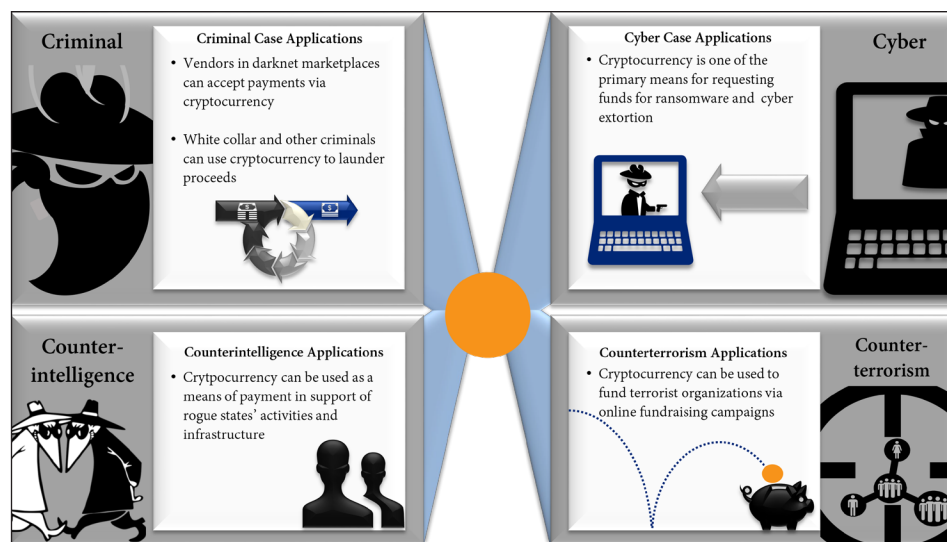 Criminal
Criminal Case Applications
• Vendors in darknet marketplaces
can accept payments via
cryptocurrency
• White collar and other criminals
can use cryptocurrency to launder
proceeds
$
$
Cyber Case Applications
• Cryptocurrency is one of the
primary means for requesting
funds for ransomware and cyber
extortion
Cyber
Counter-
intelligence
Counterintelligence Applications
• Crytpocurrency can be used as a
means of payment in support of
rogue states’ activities and
infrastructure
Counterterrorism Applications
• Cryptocurrency can be used to
fund terrorist organizations via
online fundraising campaigns
Counter-
terrorism